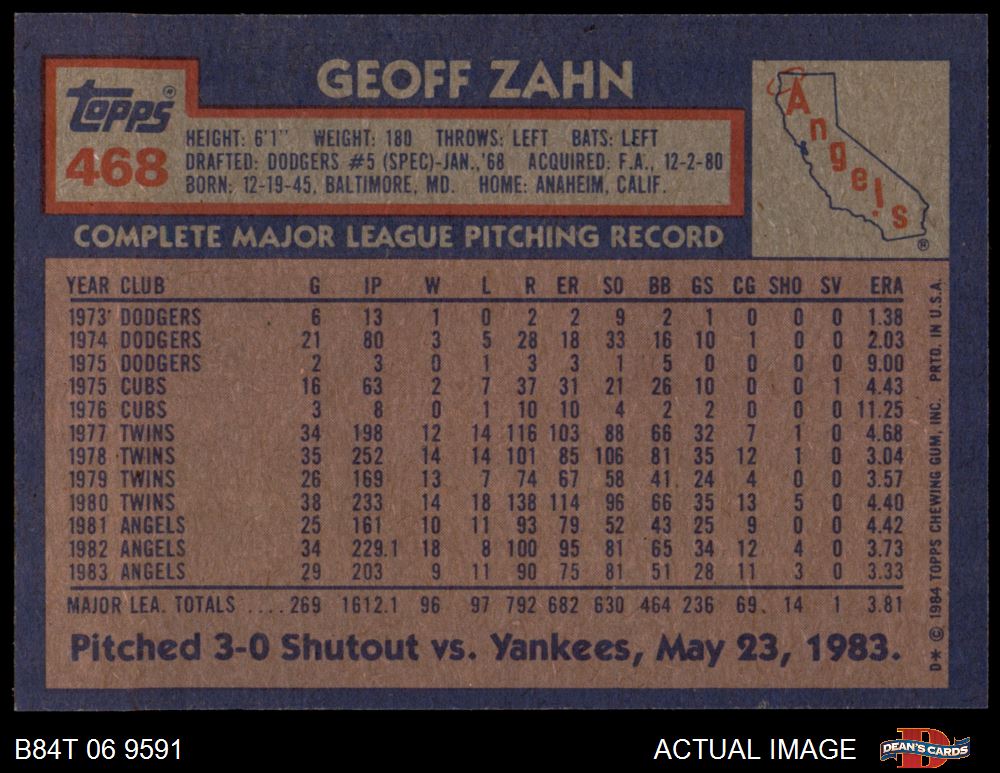 GEOFF ZAHN
topps®
468
HEIGHT: 6'1" WEIGHT: 180 THROWS: LEFT BATS: LEFT
DRAFTED: DODGERS #5 (SPEC)-JAN.,'68 ACQUIRED: F.A., 12-2-80
BORN: 12-19-45, BALTIMORE, MD. HOME: ANAHEIM, CALIF.
Angels
®
COMPLETE MAJOR LEAGUE PITCHING RECORD
YEAR CLUB G IP W L R ER SO BB GS CG SHO SV ERA
1973 DODGERS 6 13 1 0 2 2 9 2 1 0 0 0 1.38
1974 DODGERS 21 80 3 5 28 18 33 16 10 1 0 0 2.03
1975 DODGERS 2 3 0 1 3 3 1 5 0 0 0 0 9.00
1975 CUBS 16 63 2 7 37 31 21 26 10 0 0 1 4.43
1976 CUBS 3 8 0 1 10 10 4 2 2 0 0 0 11.25
1977 TWINS 34 198 12 14 116 103 88 66 32 7 1 0 4.68
1978 TWINS 35 252 14 14 101 85 106 81 35 12 1 0 3.04
1979 TWINS 26 169 13 7 74 67 58 41 24 4 0 0 3.57
1980 TWINS 38 233 14 18 138 114 96 66 35 13 5 0 4.40
1981 ANGELS 25 161 10 11 93 79 52 43 25 9 0 0 4.42
1982 ANGELS 34 229.1 18 8 100 95 81 65 34 12 4 0 3.73
1983 ANGELS 29 203 9 11 90 75 81 51 28 11 3 0 3.33
MAJOR LEA. TOTALS .... 269 1612.1 96 97 792 682 630 464 236 69 14 1 3.81
Pitched 3-0 Shutout vs. Yankees, May 23, 1983.
D* © 1984 TOPPS CHEWING GUM, INC. PRTD. IN U.S.A.
B84T 06 9591
ACTUAL IMAGE
D
DEAN'S CARDS